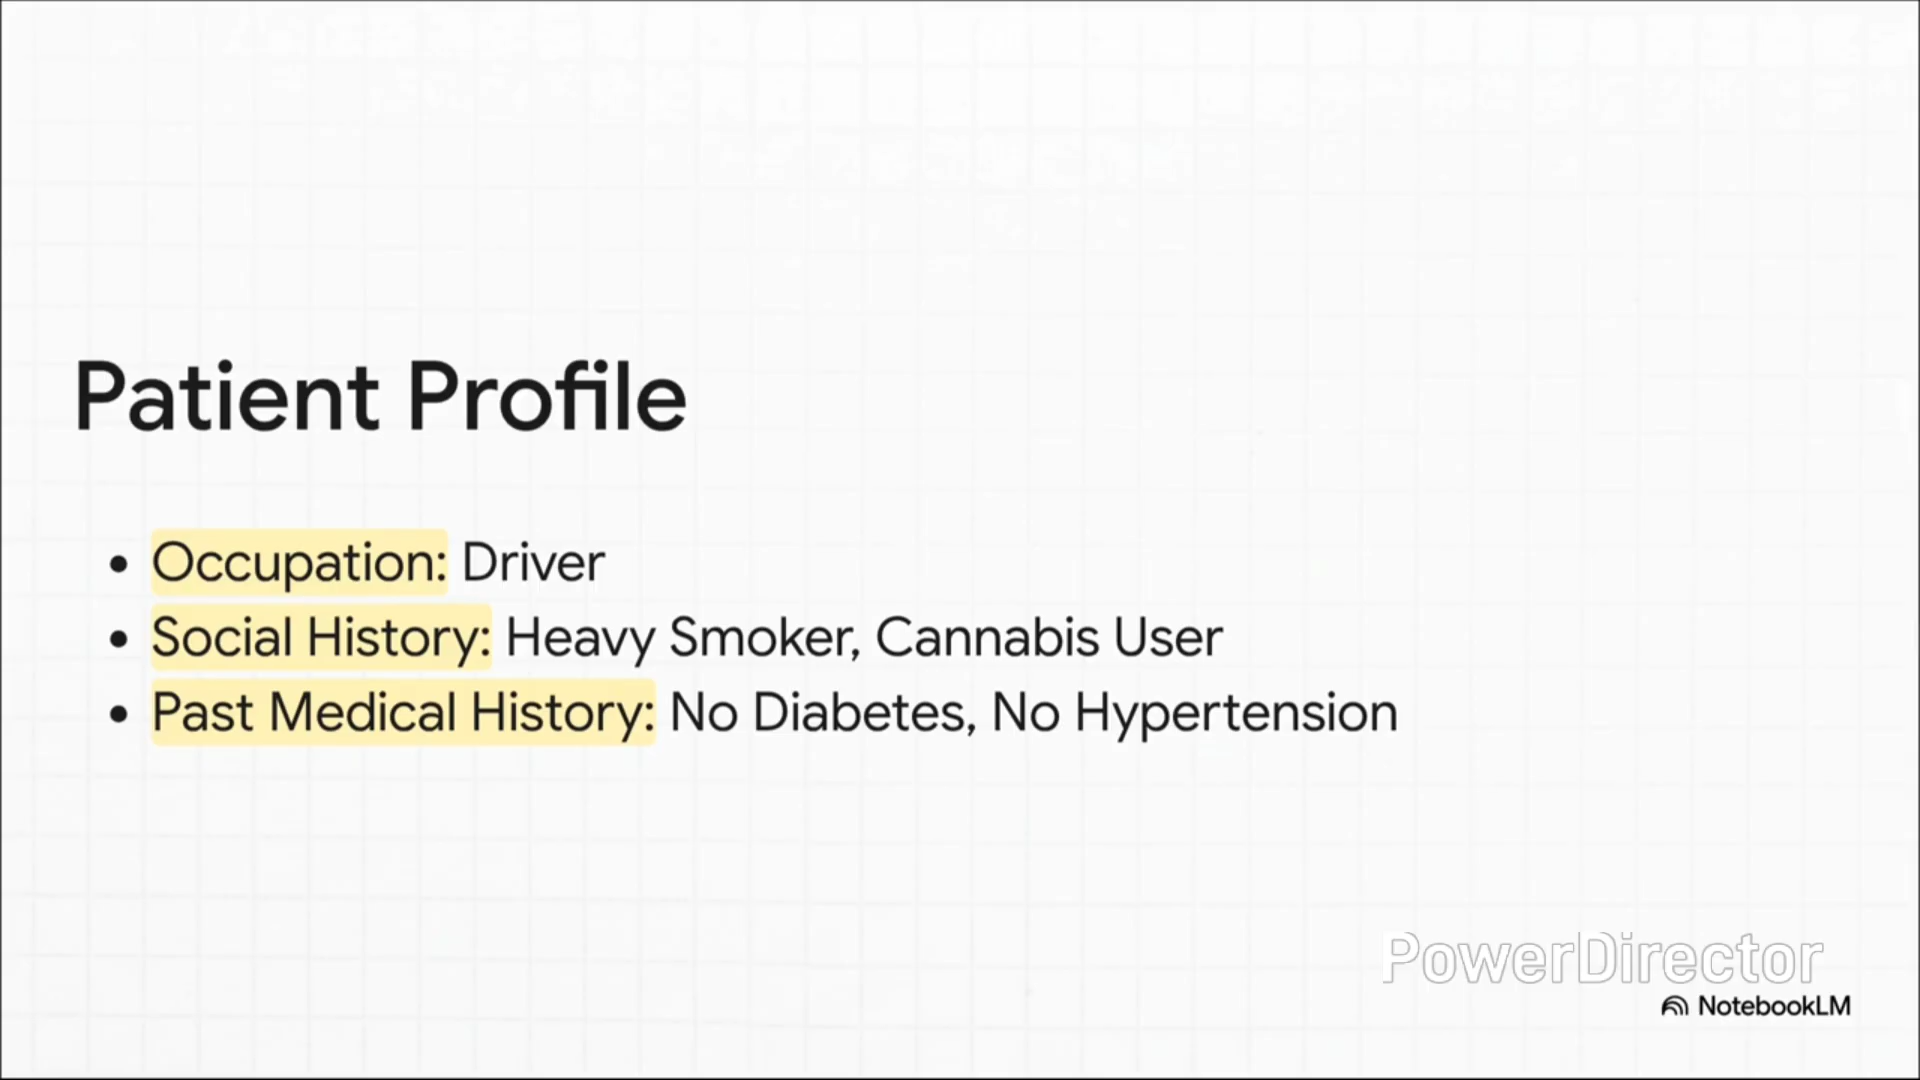 Patient Profile
• Occupation: Driver
• Social History: Heavy Smoker, Cannabis User
• Past Medical History: No Diabetes, No Hypertension
PowerDirector
NotebookLM